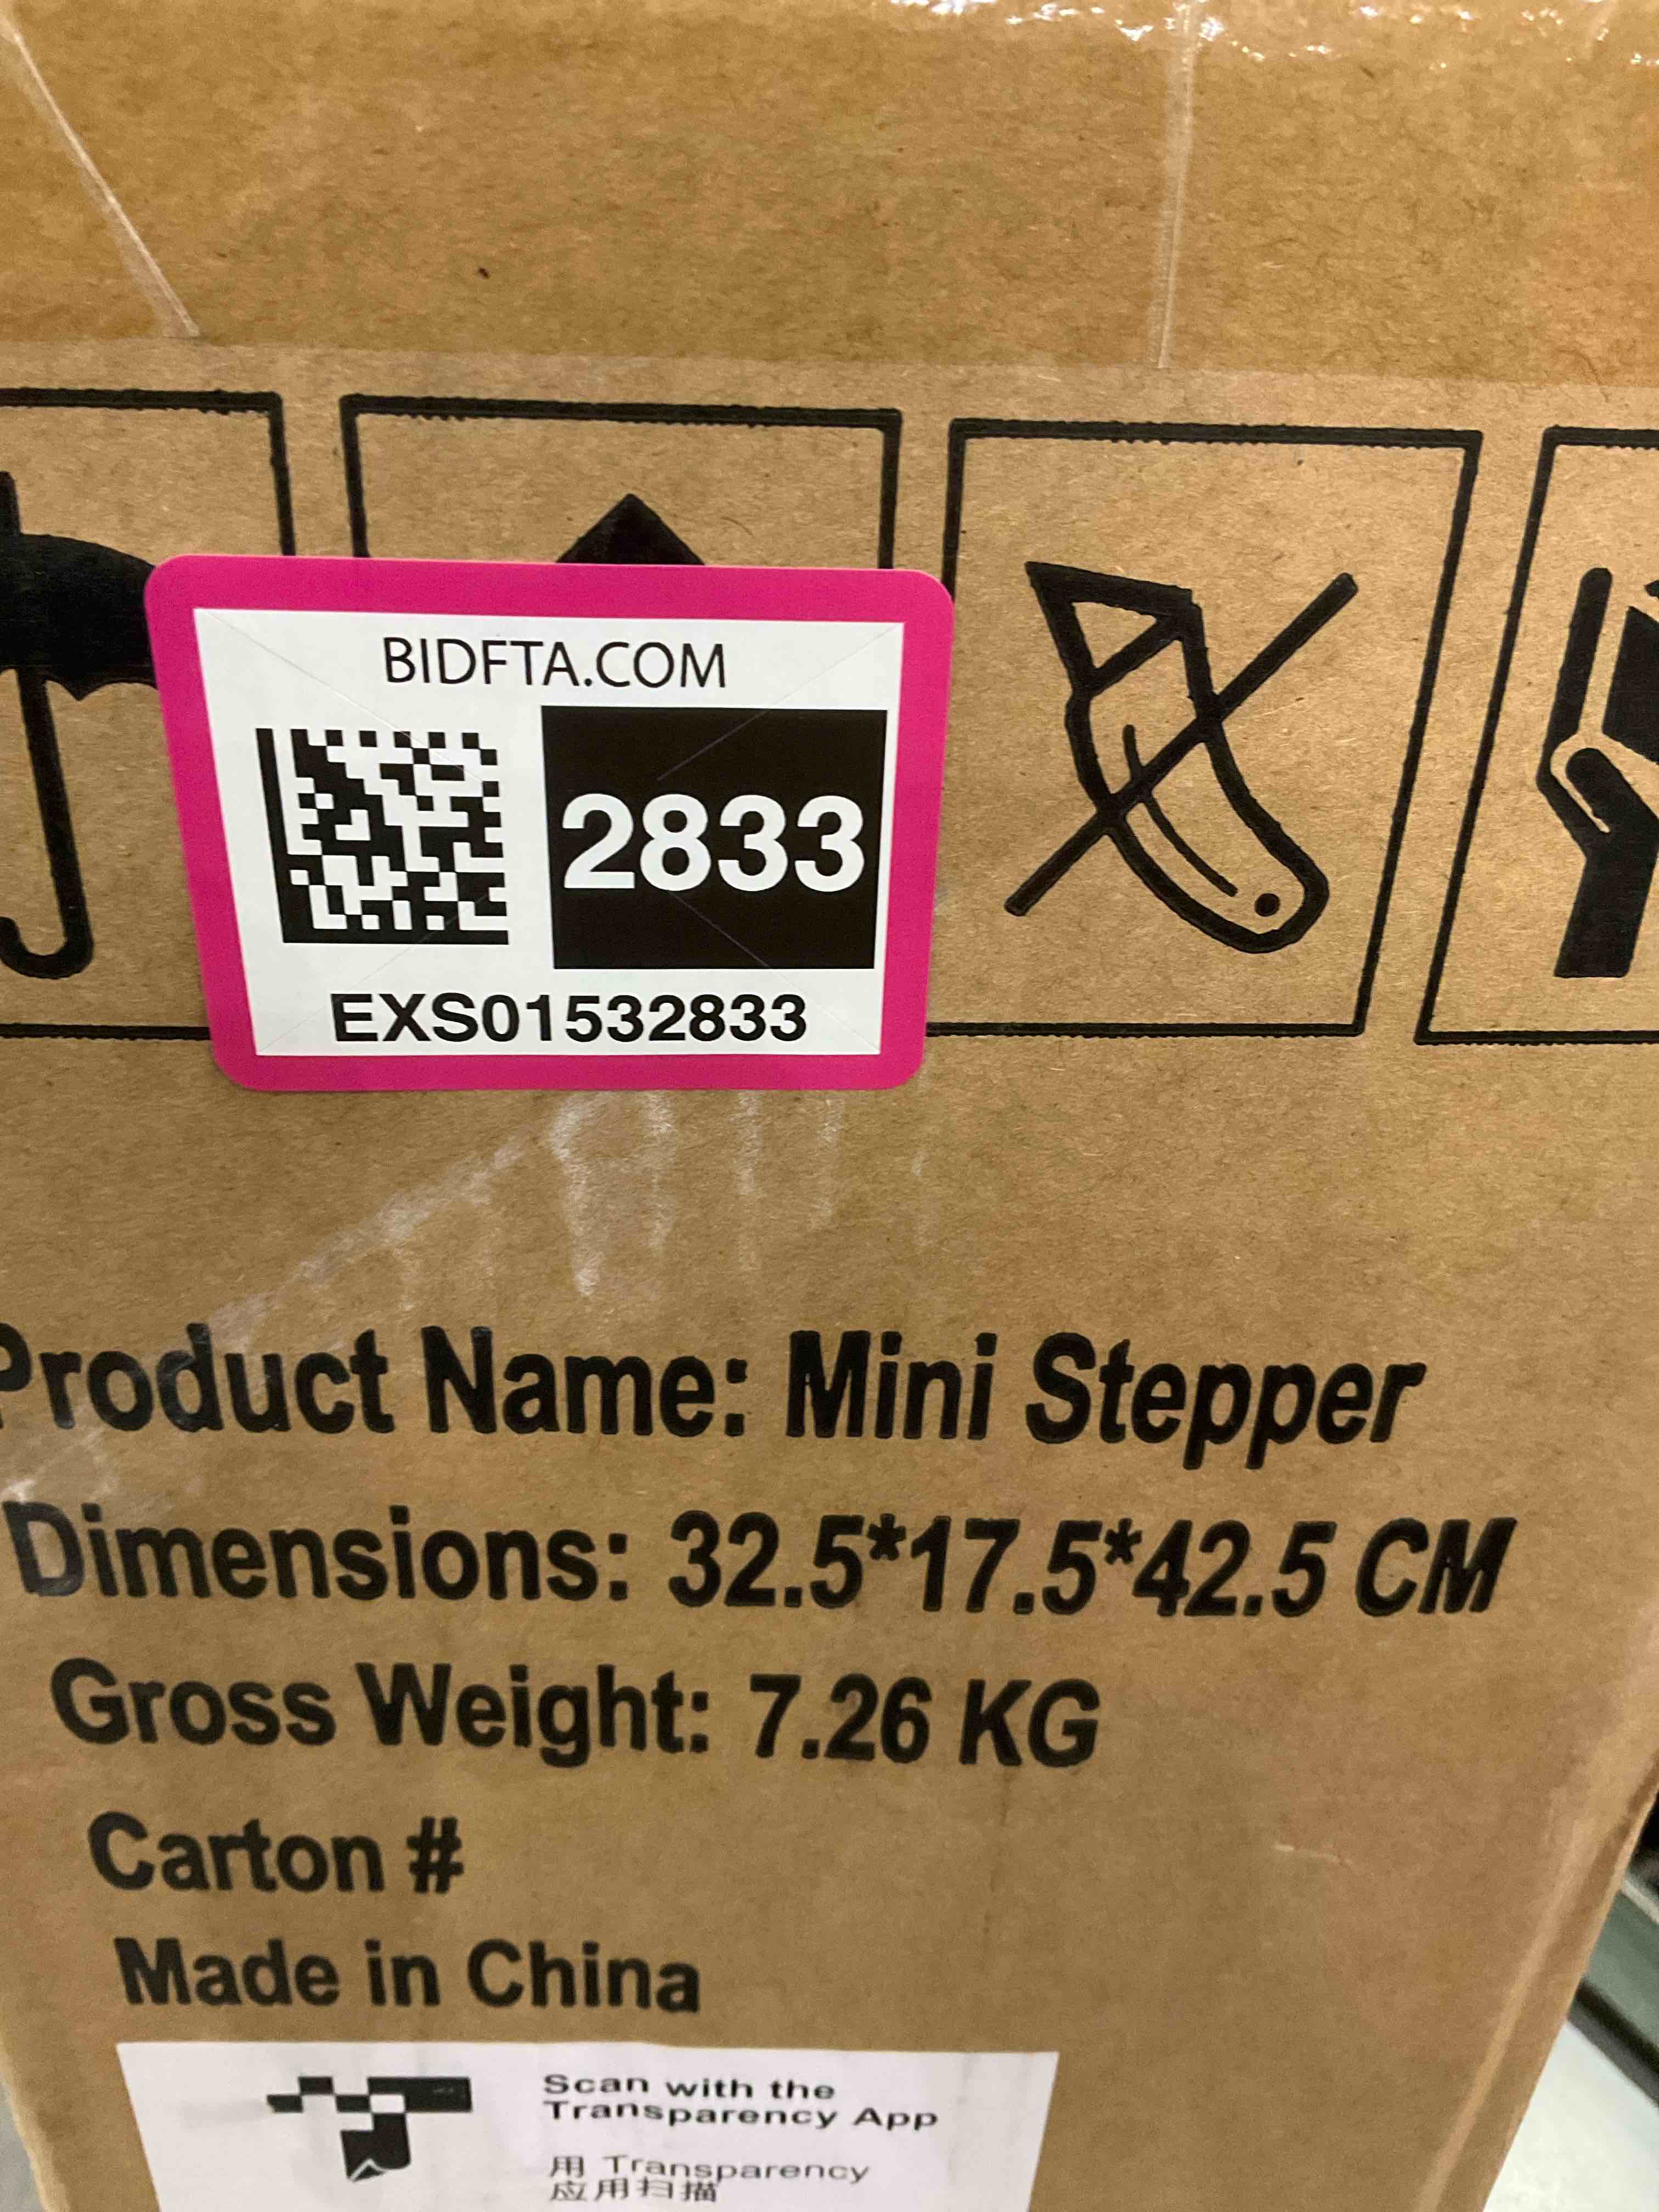 BIDFTA.COM
2833
EXS01532833
Product Name: Mini Stepper
Dimensions: 32.5*17.5*42.5 CM
Gross Weight: 7.26 KG
Carton #
Made in China
Scan with the
Transparency App
用 Transparency
应用扫描